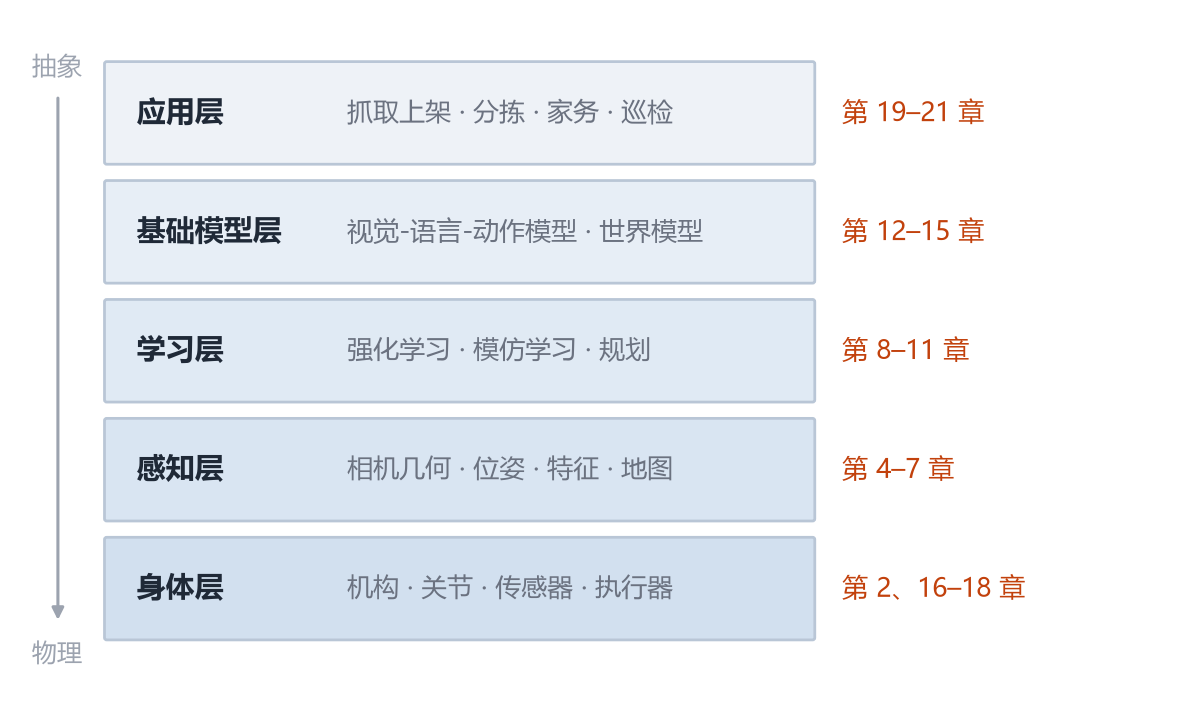 抽象
应用层 抓取上架 · 分拣 · 家务 · 巡检 第 19–21 章
基础模型层 视觉-语言-动作模型 · 世界模型 第 12–15 章
学习层 强化学习 · 模仿学习 · 规划 第 8–11 章
感知层 相机几何 · 位姿 · 特征 · 地图 第 4–7 章
身体层 机构 · 关节 · 传感器 · 执行器 第 2、16–18 章
物理